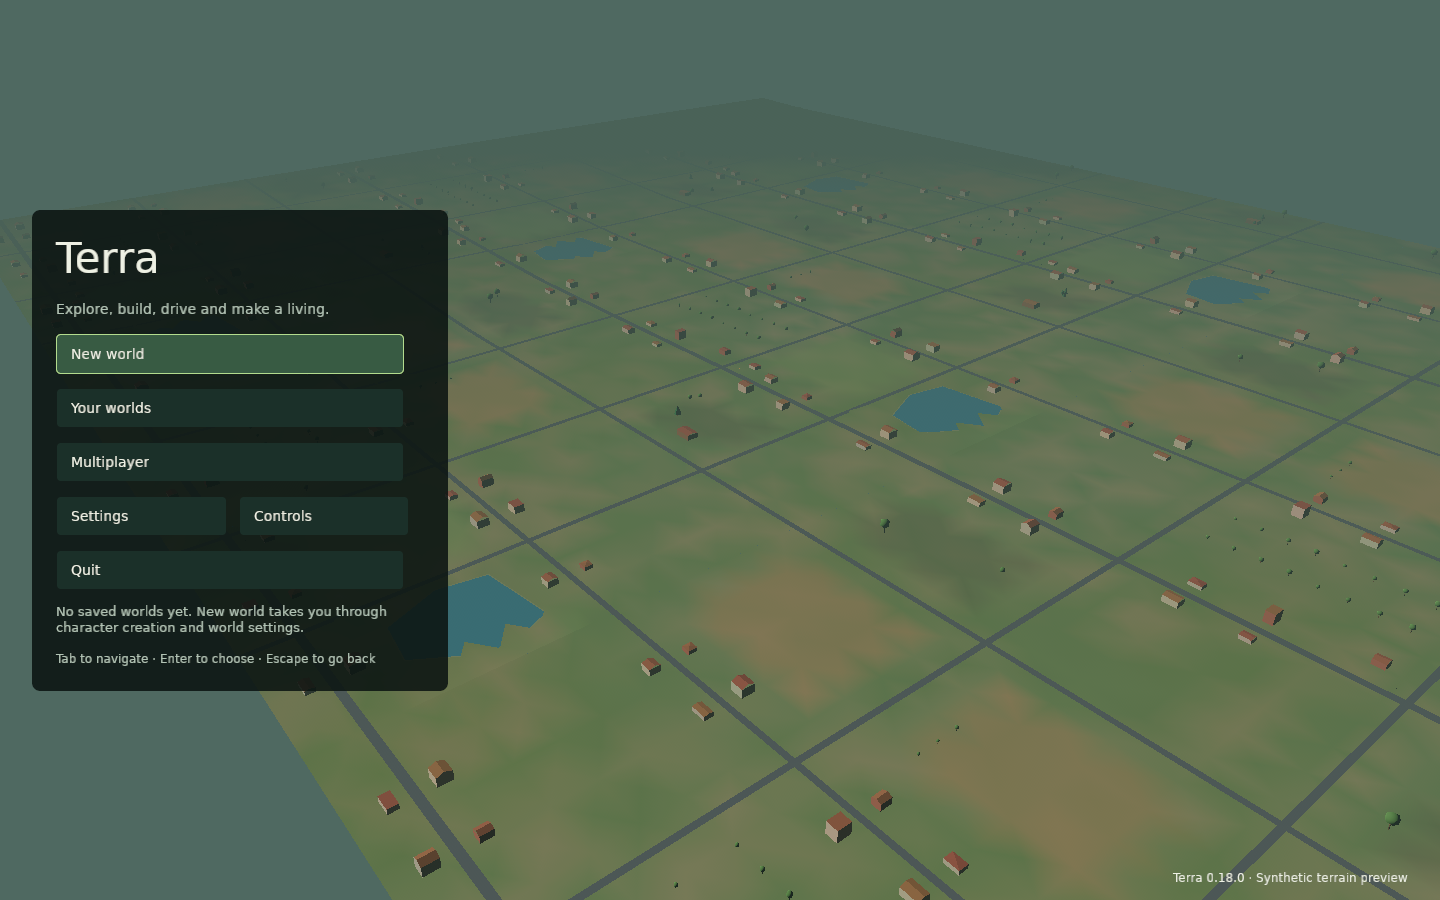 Terra
Explore, build, drive and make a living.
New world
Your worlds
Multiplayer
Settings
Controls
Quit
No saved worlds yet. New world takes you through
character creation and world settings.
Tab to navigate · Enter to choose · Escape to go back
Terra 0.18.0 · Synthetic terrain preview